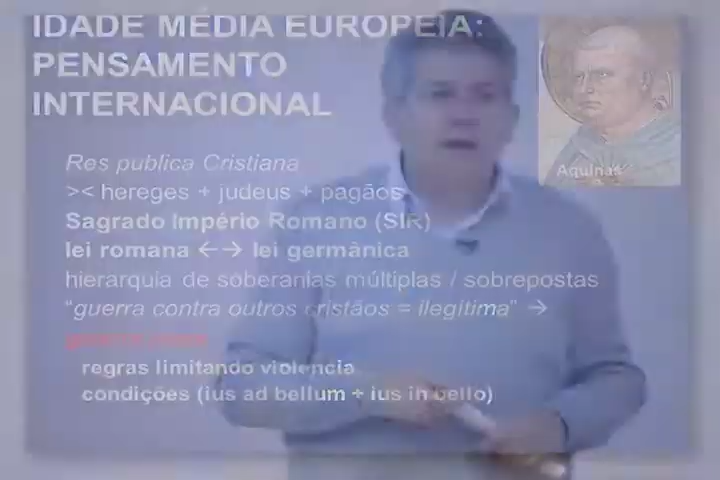 IDADE MÉDIA EUROPEIA:
PENSAMENTO
INTERNACIONAL
Aquinas
Res publica Cristiana
>< hereges + judeus + pagãos
Sagrado Império Romano (SIR)
lei romana ←→ lei germânica
hierarquia de soberanias múltiplas / sobrepostas
“guerra contra outros cristãos = ilegítima” →
regras limitando violencia
condições (ius ad bellum + ius in bello)